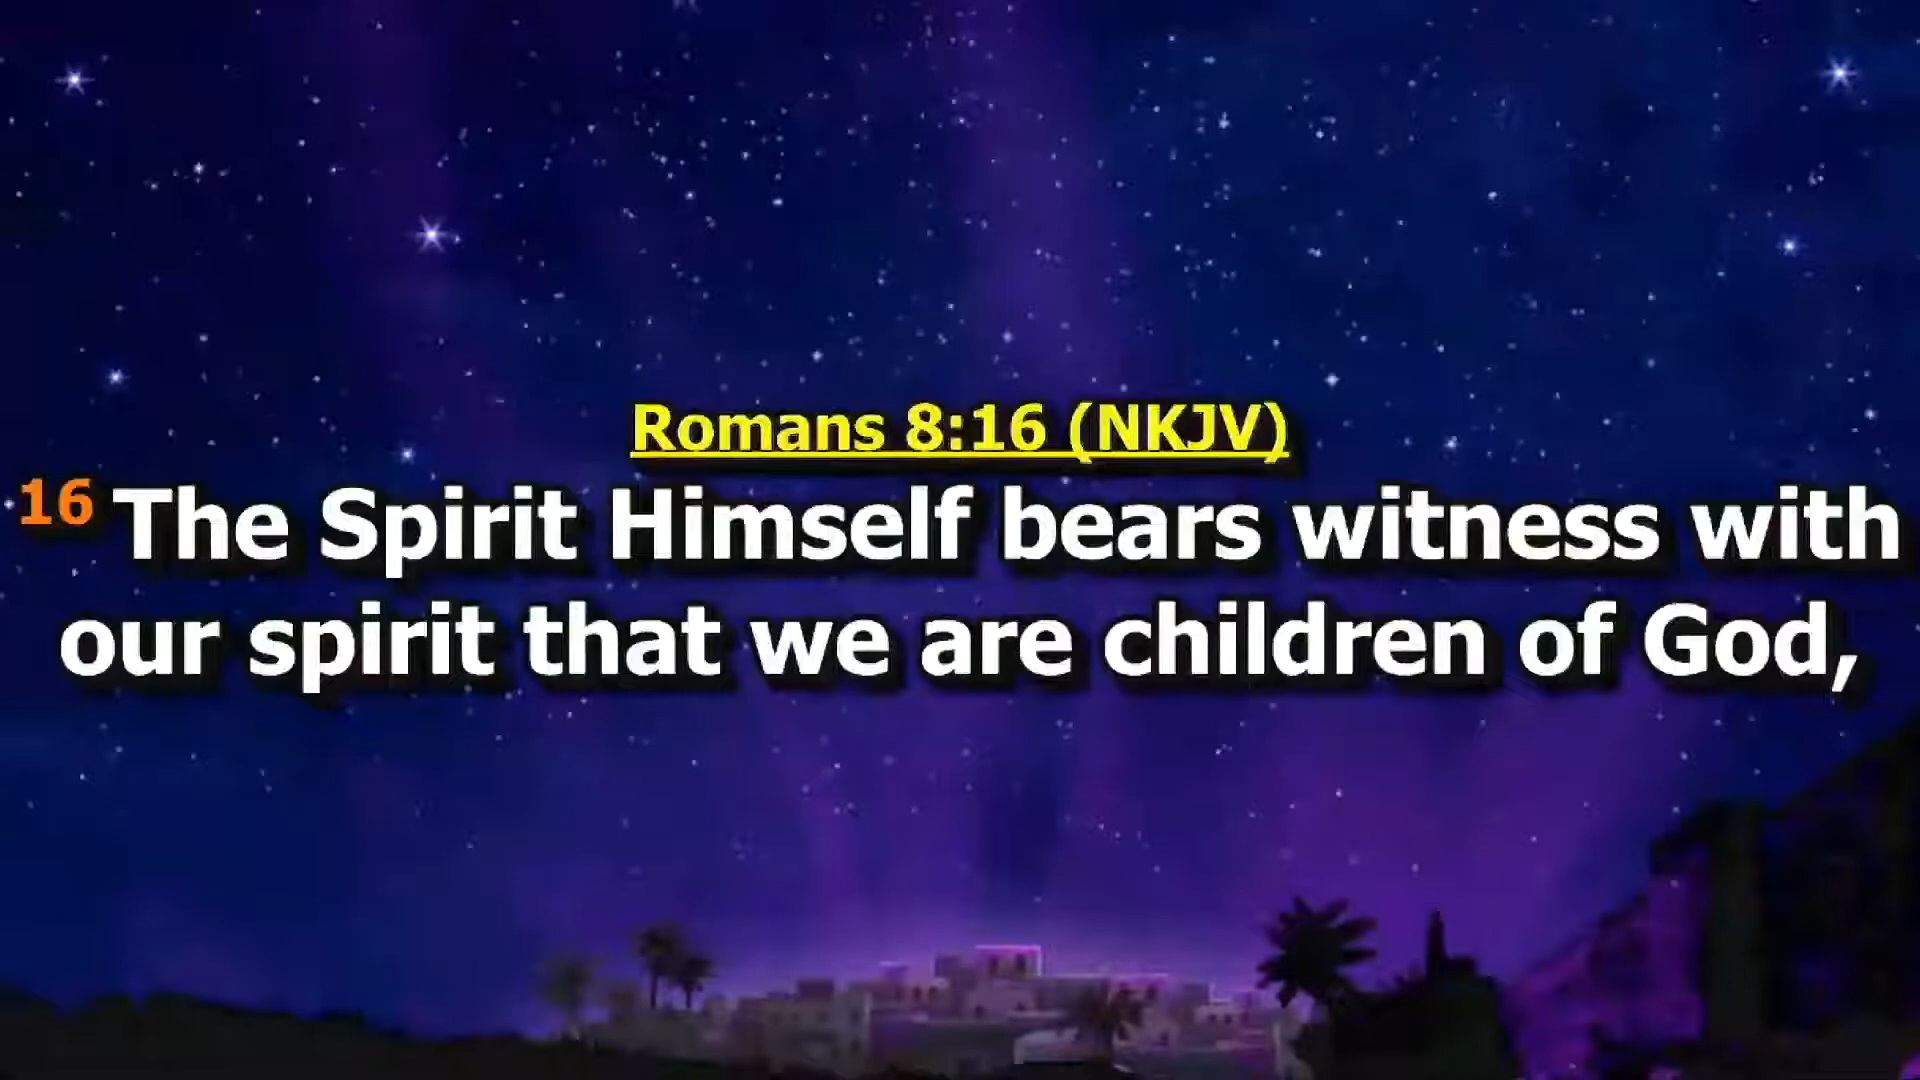 Romans 8:16 (NKJV)
16 The Spirit Himself bears witness with
our spirit that we are children of God,